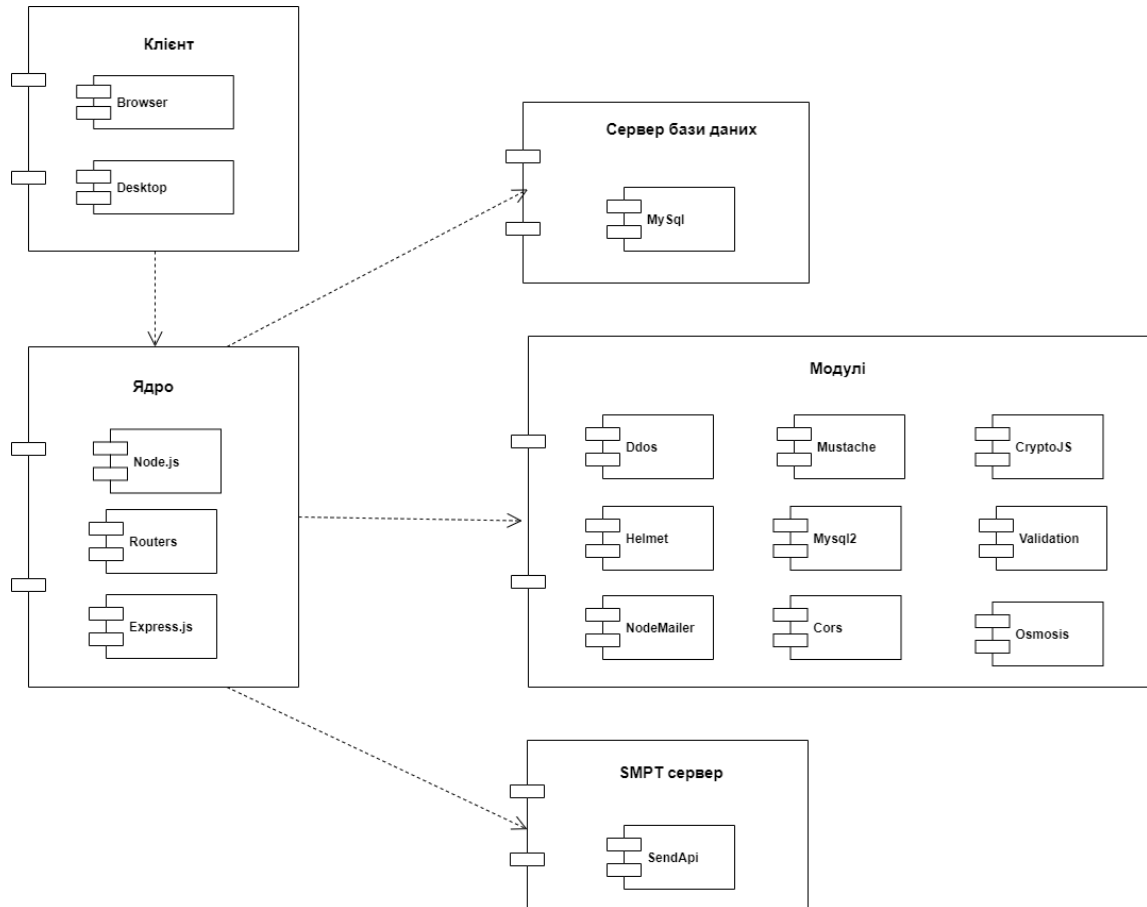 Клієнт
Browser
Desktop
Сервер бази даних
MySql
Ядро
Node.js
Routers
Express.js
Модулі
Ddos
Mustache
CryptoJS
Helmet
Mysql2
Validation
NodeMailer
Cors
Osmosis
SMPT сервер
SendApi